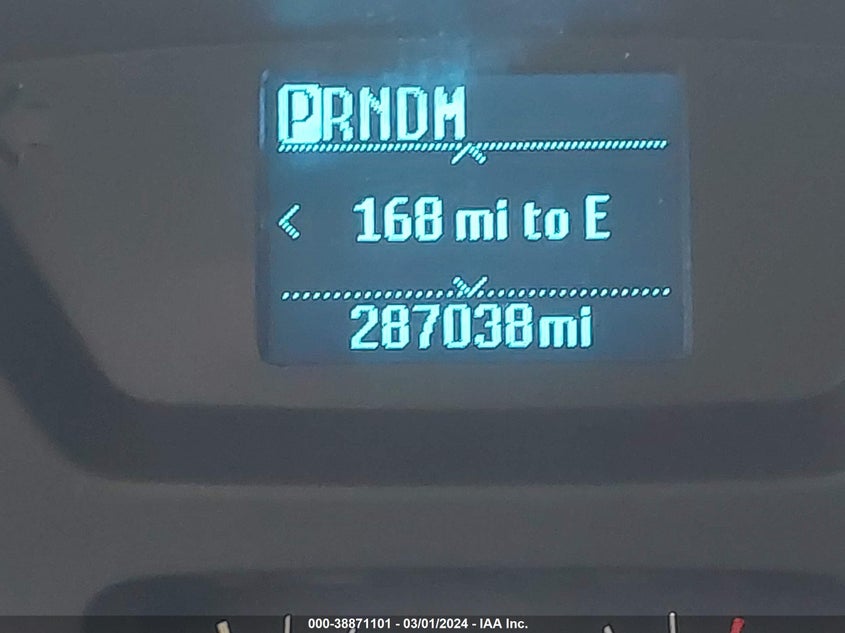 PRNDM
< 168 mi to E
287038mi
000-38871101 - 03/01/2024 - IAA Inc.